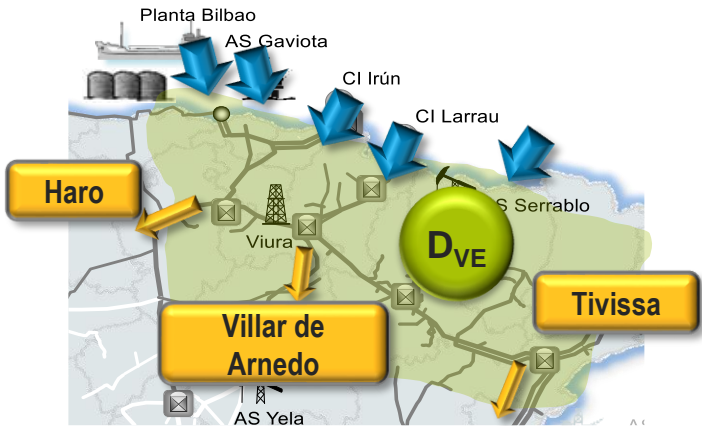 Planta Bilbao
AS Gaviota
CI Irún
CI Larrau
Haro
S Serrablo
Viura
DVE
Tivissa
Villar de
Arnedo
AS Yela